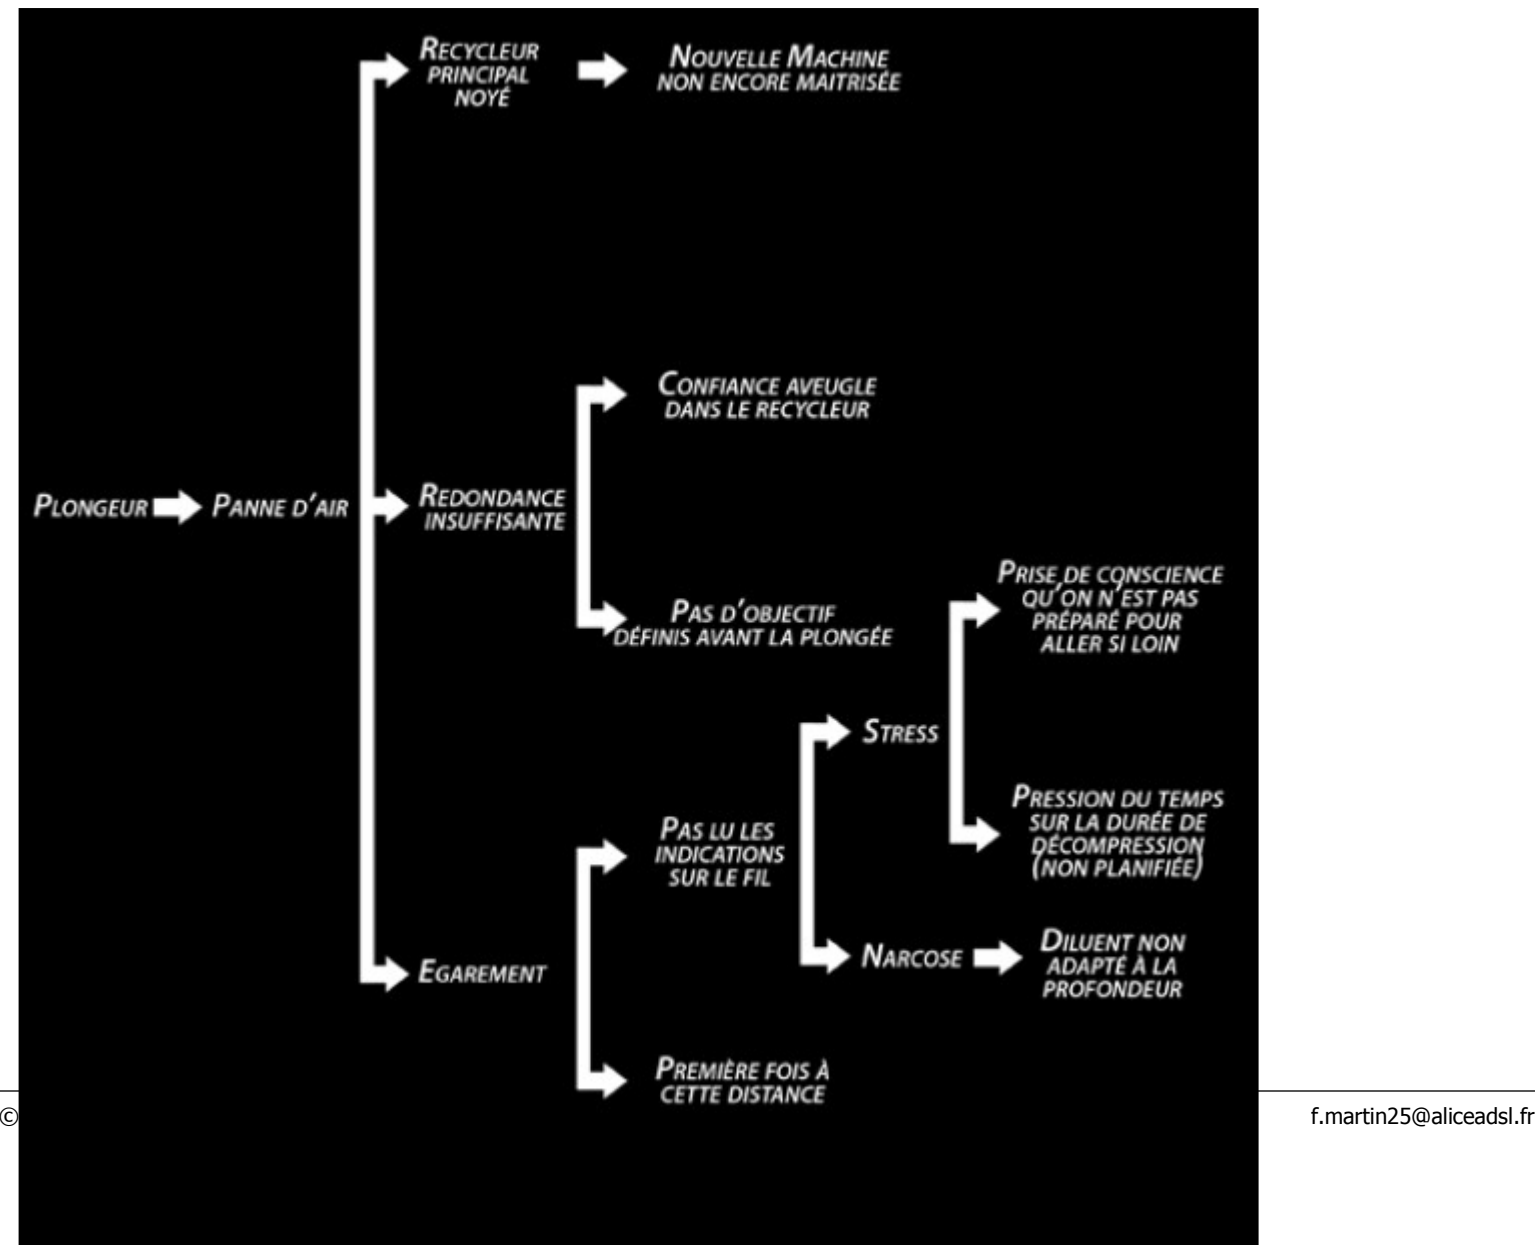 RECYCLEUR
PRINCIPAL
NOYÉ
NOUVELLE MACHINE
NON ENCORE MAITRISÉE
CONFIANCE AVEUGLE
DANS LE RECYCLEUR
PLONGEUR
PANNE D'AIR
REDONDANCE
INSUFFISANTE
PAS D'OBJECTIF
DÉFINIS AVANT LA PLONGÉE
PRISE DE CONSCIENCE
QU'ON N'EST PAS
PRÉPARÉ POUR
ALLER SI LOIN
STRESS
PRESSION DU TEMPS
SUR LA DURÉE DE
DÉCOMPRESSION
(NON PLANIFIÉE)
PAS LU LES
INDICATIONS
SUR LE FIL
NARCOSE
DILUENT NON
ADAPTÉ À LA
PROFONDEUR
EGAREMENT
PREMIÈRE FOIS À
CETTE DISTANCE
©
f.martin25@aliceadsl.fr